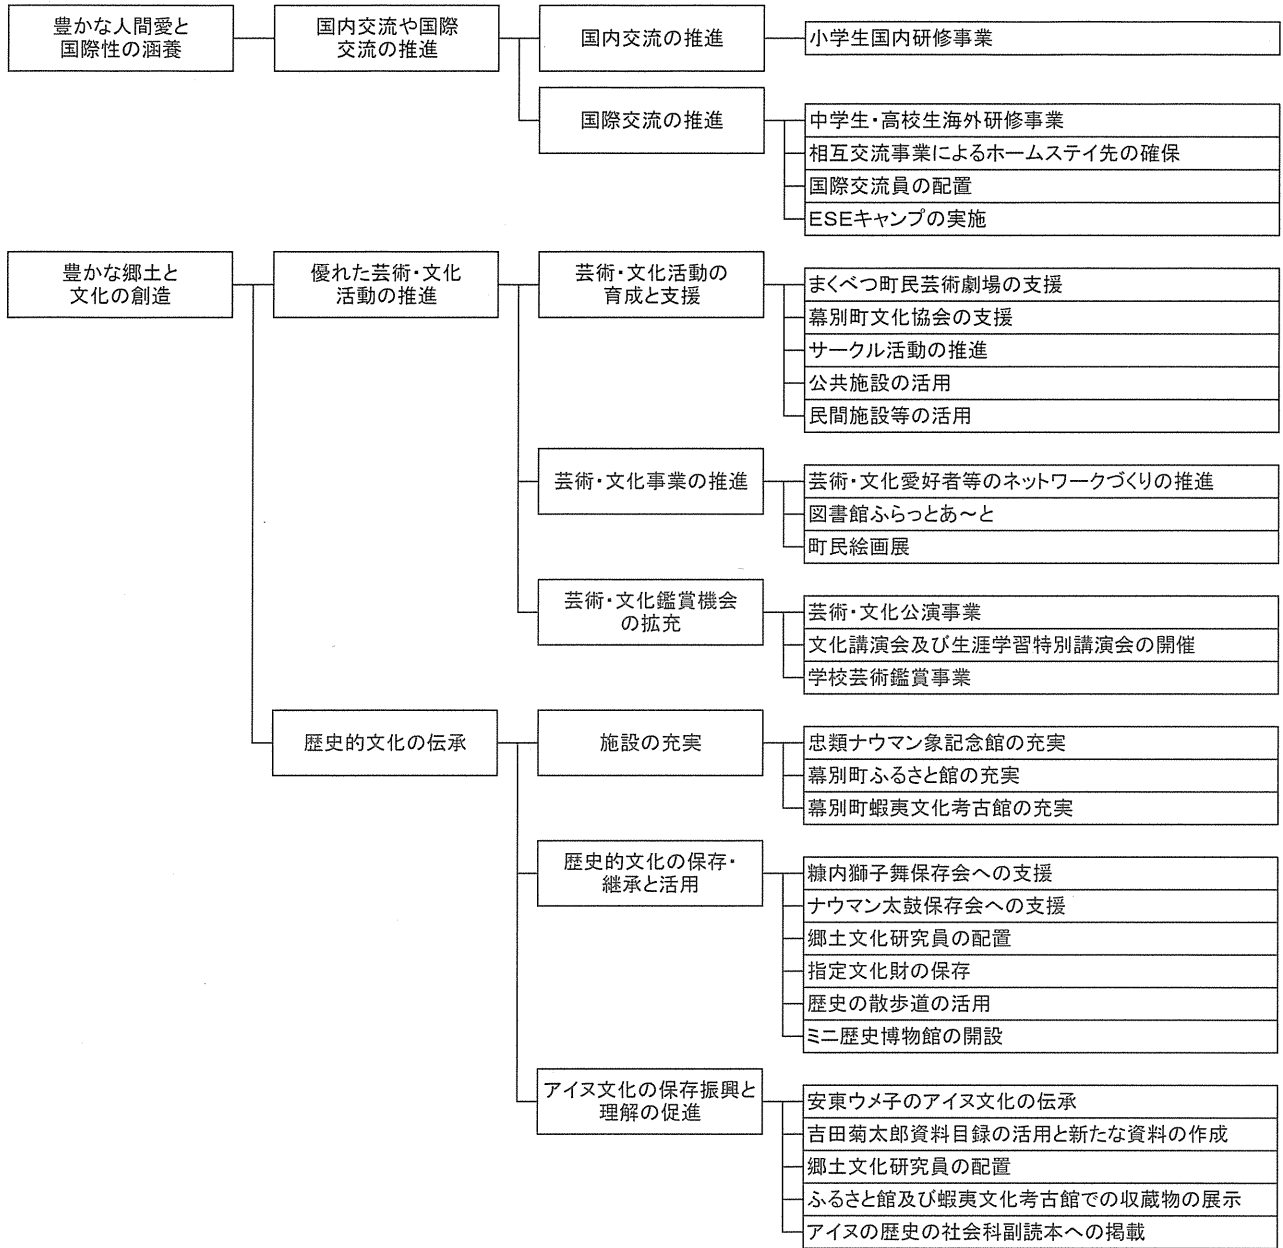 豊かな人間愛と
国際性の涵養
国内交流や国際
交流の推進
国内交流の推進
小学生国内研修事業
国際交流の推進
中学生・高校生海外研修事業
相互交流事業によるホームステイ先の確保
国際交流員の配置
ESEキャンプの実施
豊かな郷土と
文化の創造
優れた芸術・文化
活動の推進
芸術・文化活動の
育成と支援
まくべつ町民芸術劇場の支援
幕別町文化協会の支援
サークル活動の推進
公共施設の活用
民間施設等の活用
芸術・文化事業の推進
芸術・文化愛好者等のネットワークづくりの推進
図書館ふらっとあ～と
町民絵画展
芸術・文化鑑賞機会
の拡充
芸術・文化公演事業
文化講演会及び生涯学習特別講演会の開催
学校芸術鑑賞事業
歴史的文化の伝承
施設の充実
忠類ナウマン象記念館の充実
幕別町ふるさと館の充実
幕別町蝦夷文化考古館の充実
歴史的文化の保存・
継承と活用
糠内獅子舞保存会への支援
ナウマン太鼓保存会への支援
郷土文化研究員の配置
指定文化財の保存
歴史の散歩道の活用
ミニ歴史博物館の開設
アイヌ文化の保存振興と
理解の促進
安東ウメ子のアイヌ文化の伝承
吉田菊太郎資料目録の活用と新たな資料の作成
郷土文化研究員の配置
ふるさと館及び蝦夷文化考古館での収蔵物の展示
アイヌの歴史の社会科副読本への掲載